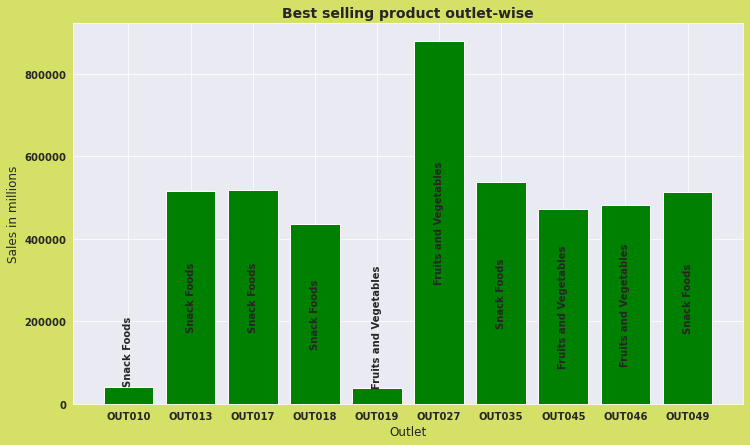 Best selling product outlet-wise
Sales in millions
800000
600000
400000
200000
0
Snack Foods
Snack Foods
Snack Foods
Snack Foods
Fruits and Vegetables
Fruits and Vegetables
Snack Foods
Fruits and Vegetables
Fruits and Vegetables
Snack Foods
OUT010 OUT013 OUT017 OUT018 OUT019 OUT027 OUT035 OUT045 OUT046 OUT049
Outlet